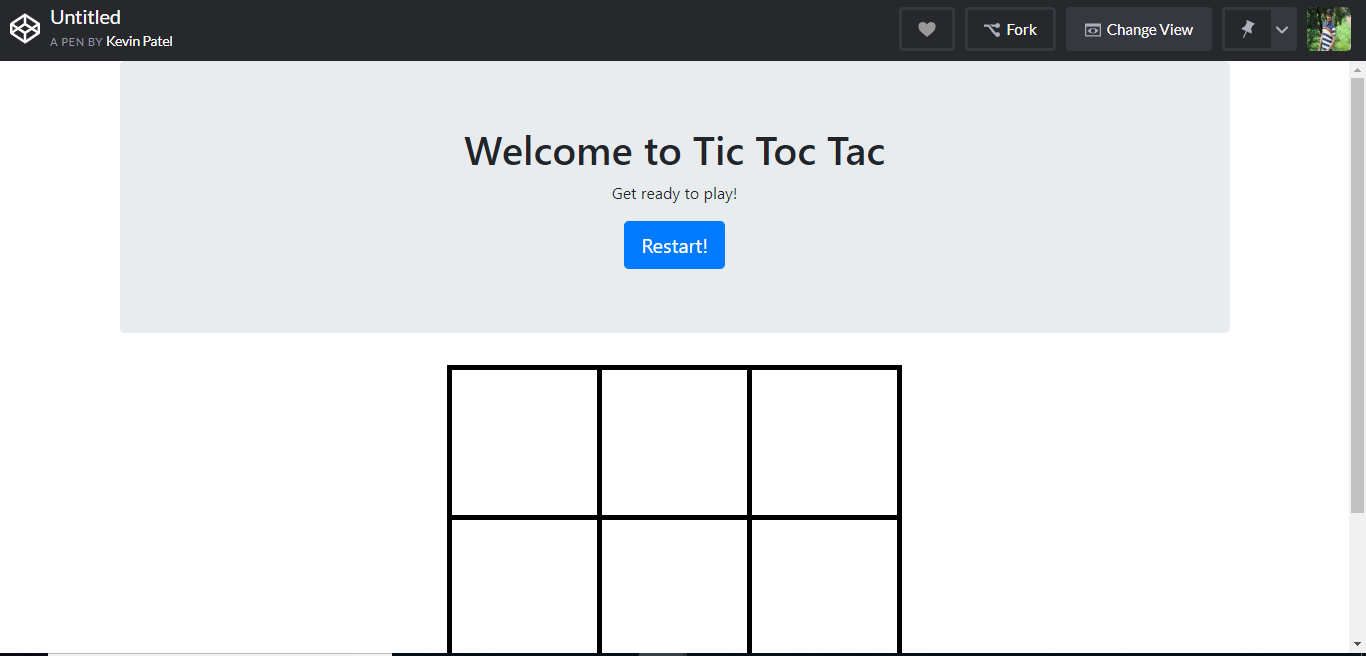 Untitled
A PEN BY Kevin Patel
Fork
Change View
Welcome to Tic Toc Tac
Get ready to play!
Restart!